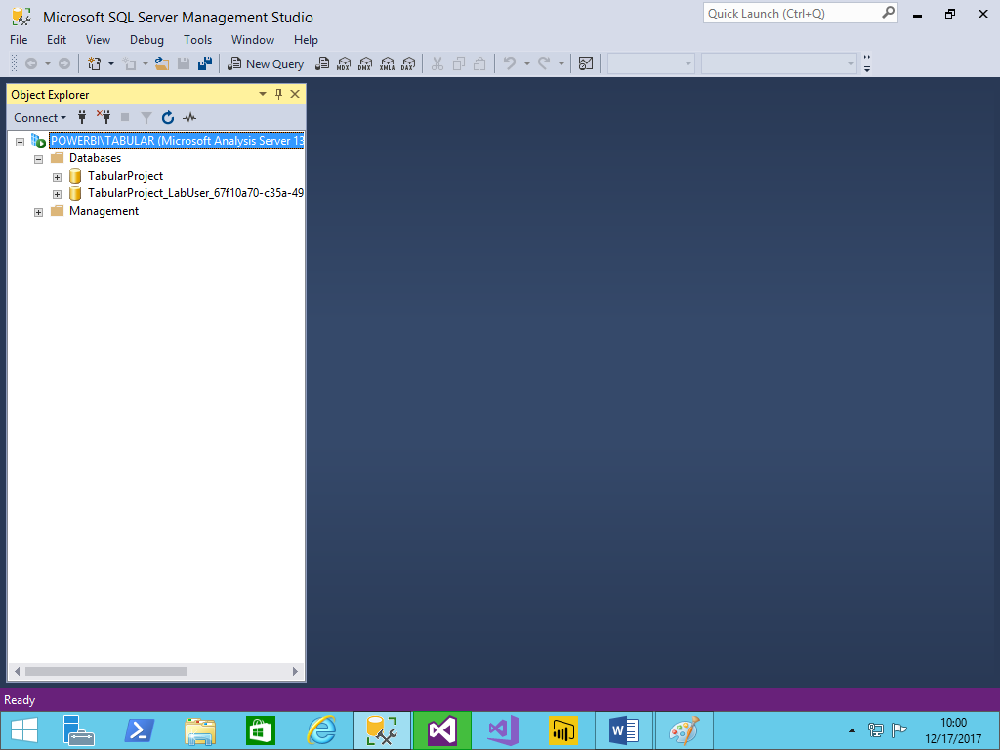 Microsoft SQL Server Management Studio
Quick Launch (Ctrl+Q)
File Edit View Debug Tools Window Help
New Query MDX DMX XMLA DAX
Object Explorer
Connect
POWERBI\TABULAR (Microsoft Analysis Server 13
Databases
TabularProject
TabularProject_LabUser_67f10a70-c35a-49
Management
Ready
10:00
12/17/2017